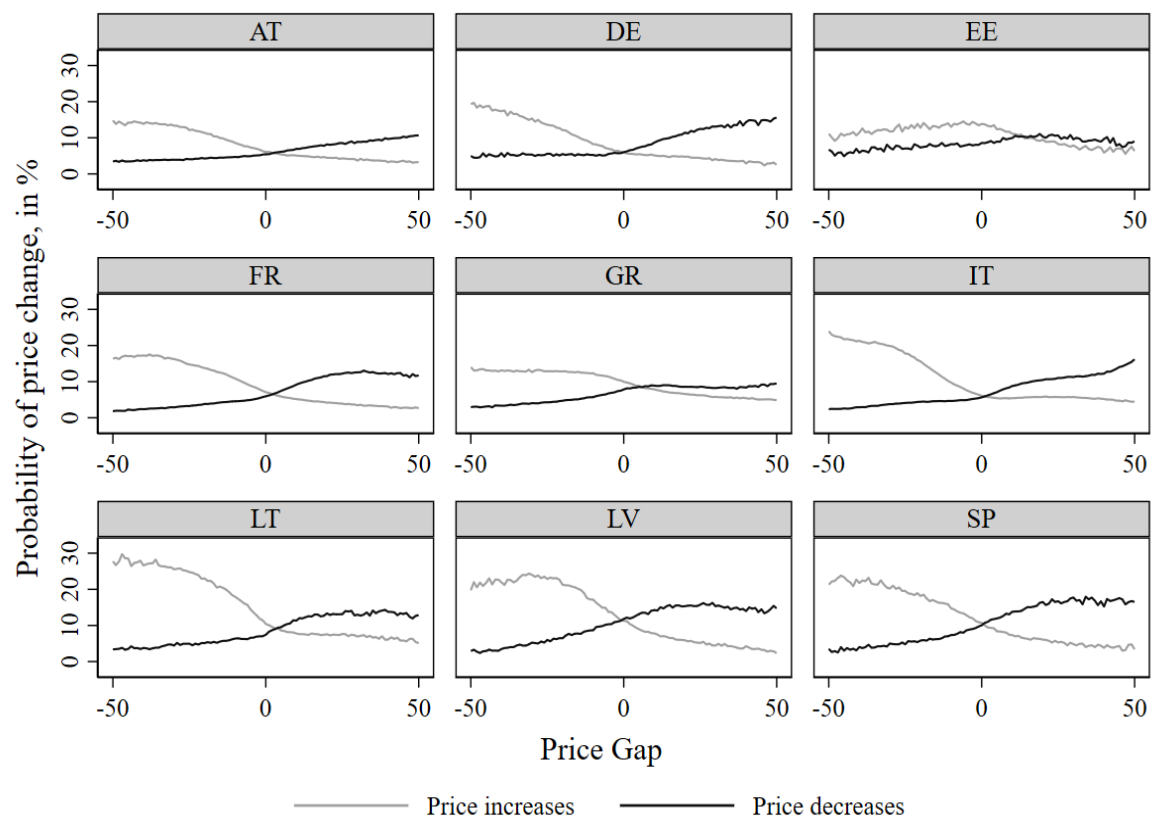 AT DE EE
Probability of price change, in %
0 10 20 30
-50 0 50 -50 0 50 -50 0 50
FR GR IT
0 10 20 30
-50 0 50 -50 0 50 -50 0 50
LT LV SP
0 10 20 30
-50 0 50 -50 0 50 -50 0 50
Price Gap
Price increases Price decreases